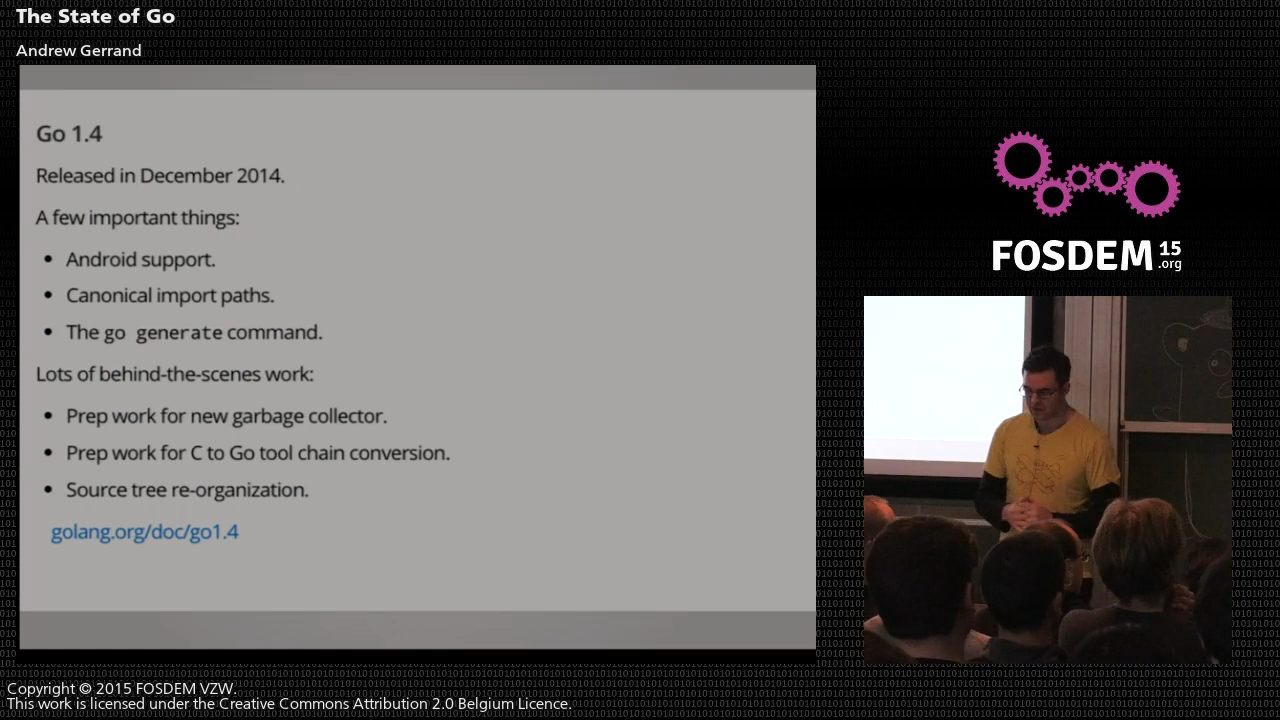 The State of Go
Andrew Gerrand
Go 1.4
Released in December 2014.
A few important things:
• Android support.
• Canonical import paths.
• The go generate command.
Lots of behind-the-scenes work:
• Prep work for new garbage collector.
• Prep work for C to Go tool chain conversion.
• Source tree re-organization.
golang.org/doc/go1.4
FOSDEM 15
.org
Copyright © 2015 FOSDEM VZW.
This work is licensed under the Creative Commons Attribution 2.0 Belgium Licence.